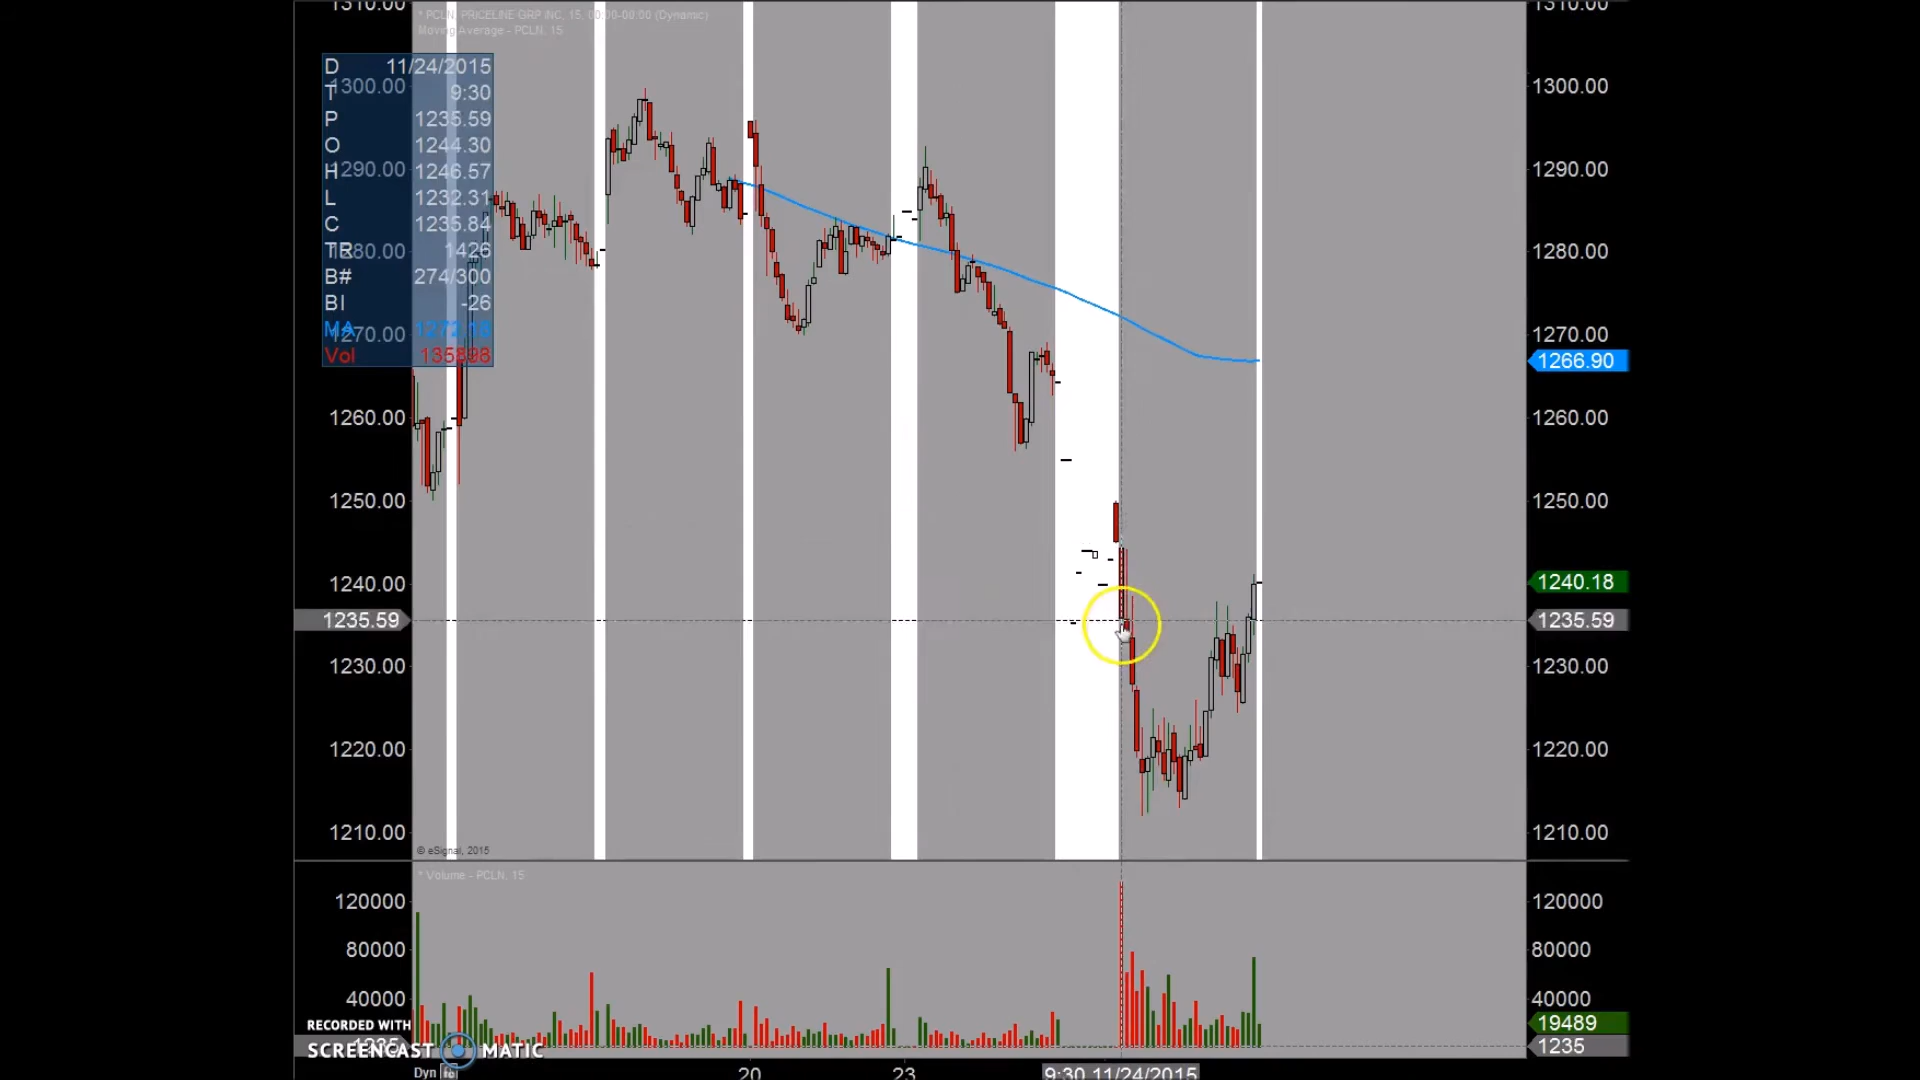 1310.00 1310.00
* PCLN, PRICELINE GRP INC, 15, 00:00-00:00 (Dynamic)
Moving Average - PCLN, 15
D 11/24/2015
1300.00 1300.00
T 9:30
P 1235.59
O 1244.30
H 1246.57
1290.00 1290.00
L 1232.31
C 1235.84
TR 1426
1280.00 1280.00
B# 274/300
BI -26
MA 1272.18
1270.00 1270.00
Vol 135898
1266.90
1260.00 1260.00
1250.00 1250.00
1240.00 1240.18
1235.59 1235.59
1230.00 1230.00
1220.00 1220.00
1210.00 1210.00
© eSignal, 2015
* Volume - PCLN, 15
120000 120000
80000 80000
40000 40000
19489
RECORDED WITH
1235 1235
SCREENCAST MATIC
Dyn 20 23 9:30 11/24/2015